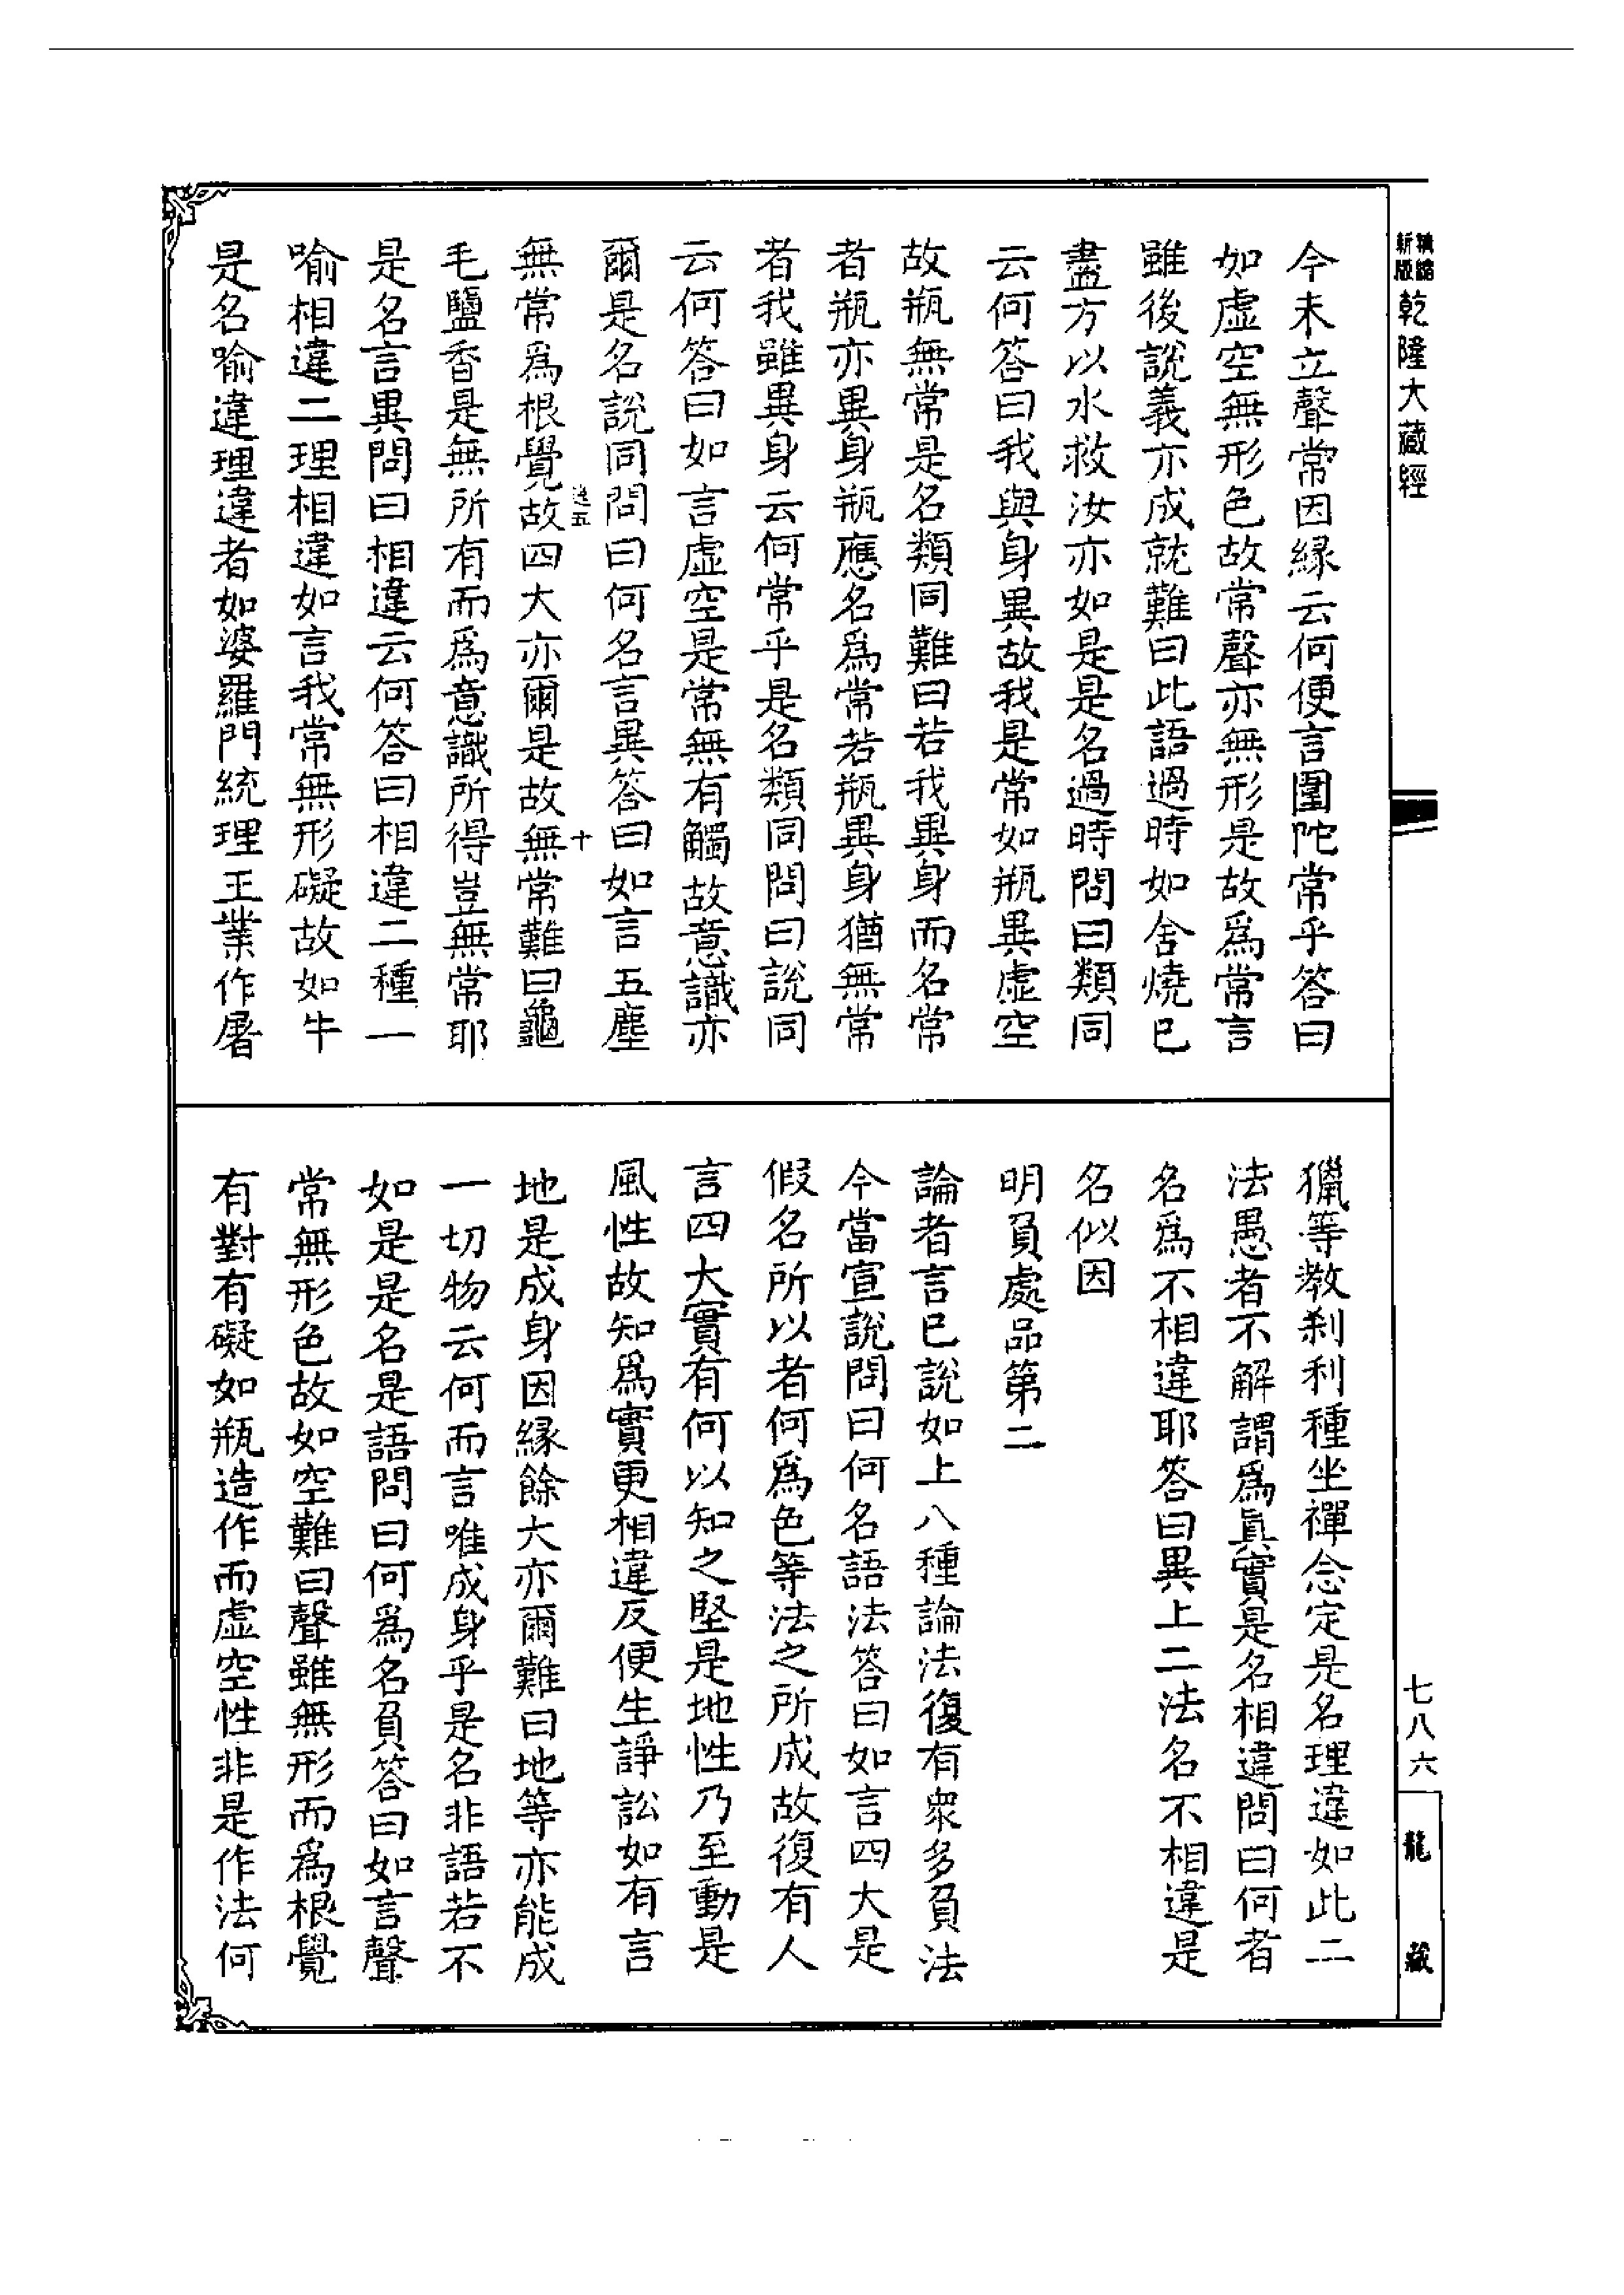 精縮新版乾隆大藏經
七八六
龍藏
今未立聲常因緣云何便言圍陀常乎答曰
如虛空無形色故常聲亦無形是故爲常言
雖後說義亦成就難曰此語過時如舍燒已
盡方以水救汝亦如是是名過時問曰類同
云何答曰我與身異故我是常如瓶異虛空
故瓶無常是名類同難曰若我異身而名常
者瓶亦異身瓶應名爲常若瓶異身猶無常
者我雖異身云何常乎是名類同問曰說同
云何答曰如言虛空是常無有觸故意識亦
爾是名說同問曰何名言異答曰如言五塵
十
無常爲根覺故四大亦爾是故無常難曰龜
毛鹽香是無所有而爲意識所得豈無常耶
是名言異問曰相違云何答曰相違二種一
喻相違二理相違如言我常無形礙故如牛
是名喻違理違者如婆羅門統理王業作屠
獵等教刹利種坐禪念定是名理違如此二
法愚者不解謂爲眞實是名相違問曰何者
名爲不相違耶答曰異上二法名不相違是
名似因
明負處品第二
論者言已說如上八種論法復有衆多負法
今當宣說問曰何名語法答曰如言四大是
假名所以者何爲色等法之所成故復有人
言四大實有何以知之堅是地性乃至動是
風性故知爲實更相違反便生諍訟如有言
地是成身因緣餘大亦爾難曰地等亦能成
一切物云何而言唯成身乎是名非語若不
如是是名是語問曰何爲名負答曰如言聲
常無形色故如空難曰聲雖無形而爲根覺
有對有礙如瓶造作而虛空性非是作法何